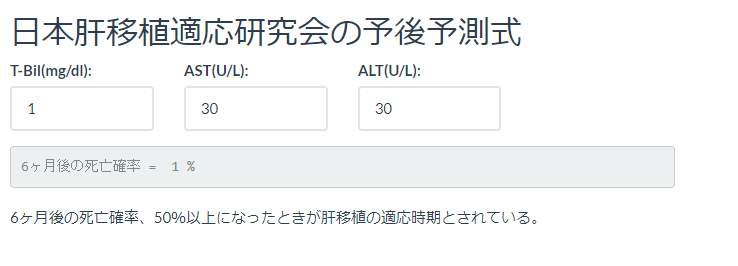 日本肝移植適応研究会の予後予測式
T-Bil(mg/dl): AST(U/L): ALT(U/L):
1 30 30
6ヶ月後の死亡確率 = 1 %
6ケ月後の死亡確率、50%以上になったときが肝移植の適応時期とされている。